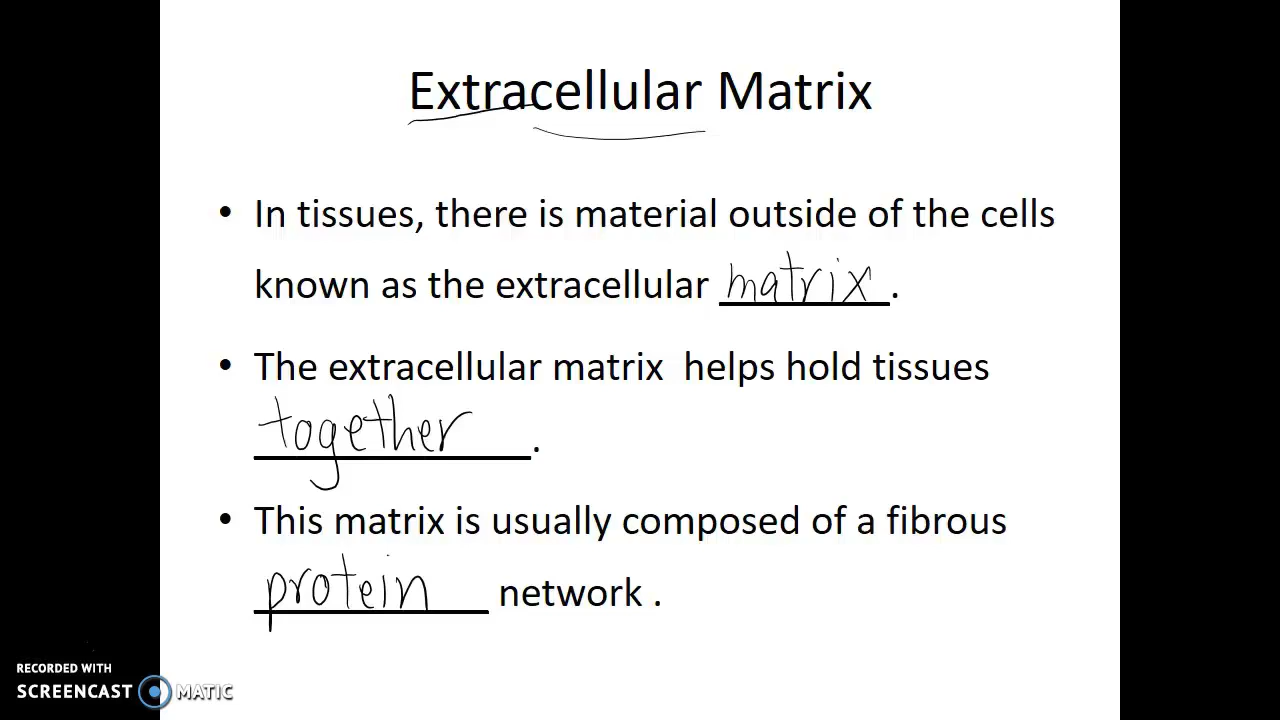 Extracellular Matrix
• In tissues, there is material outside of the cells
known as the extracellular matrix.
• The extracellular matrix helps hold tissues
together.
• This matrix is usually composed of a fibrous
protein network .
RECORDED WITH
SCREENCAST MATIC